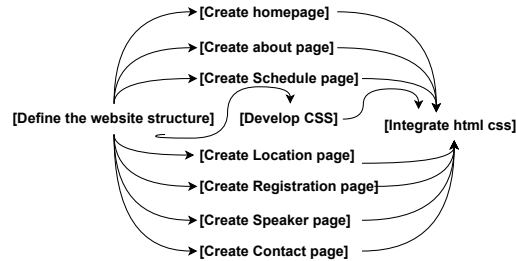 [Create homepage]
[Create about page]
[Create Schedule page]
[Define the website structure]
[Develop CSS]
[Integrate html css]
[Create Location page]
[Create Registration page]
[Create Speaker page]
[Create Contact page]